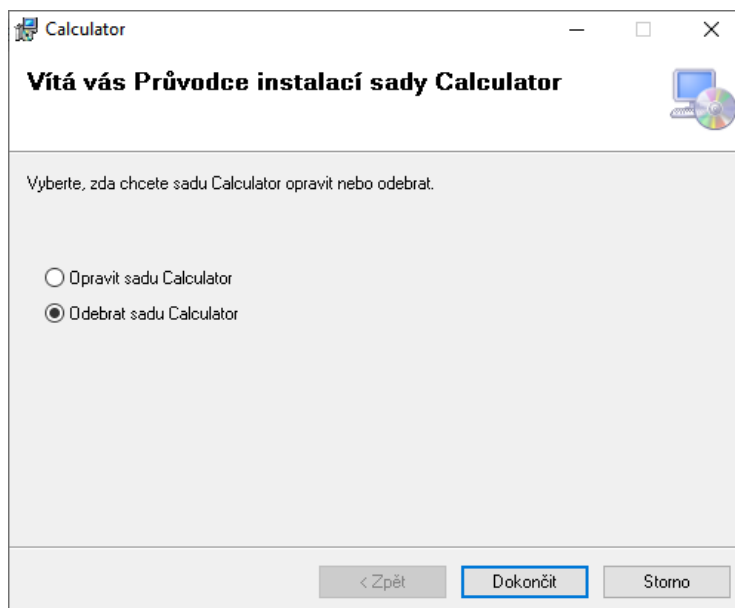 Calculator
Vítá vás Průvodce instalací sady Calculator
Vyberte, zda chcete sadu Calculator opravit nebo odebrat.
Opravit sadu Calculator
Odebrat sadu Calculator
< Zpět
Dokončit
Storno